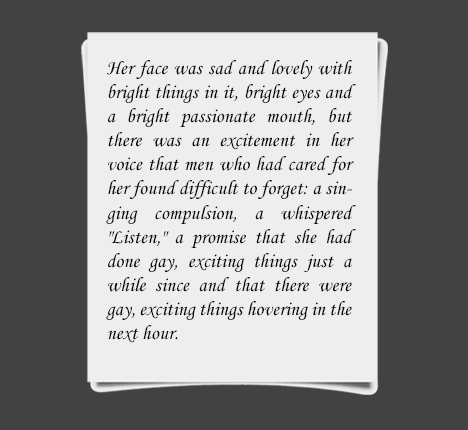 Her face was sad and lovely with
bright things in it, bright eyes and
a bright passionate mouth, but
there was an excitement in her
voice that men who had cared for
her found difficult to forget: a sin-
ging compulsion, a whispered
"Listen," a promise that she had
done gay, exciting things just a
while since and that there were
gay, exciting things hovering in the
next hour.